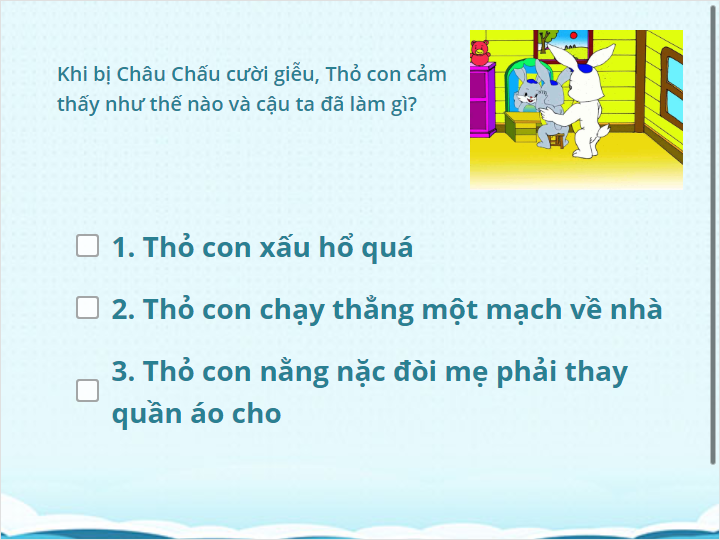 Khi bị Châu Chấu cười giễu, Thỏ con cảm
thấy như thế nào và cậu ta đã làm gì?
1. Thỏ con xấu hổ quá
2. Thỏ con chạy thẳng một mạch về nhà
3. Thỏ con nằng nặc đòi mẹ phải thay
quần áo cho